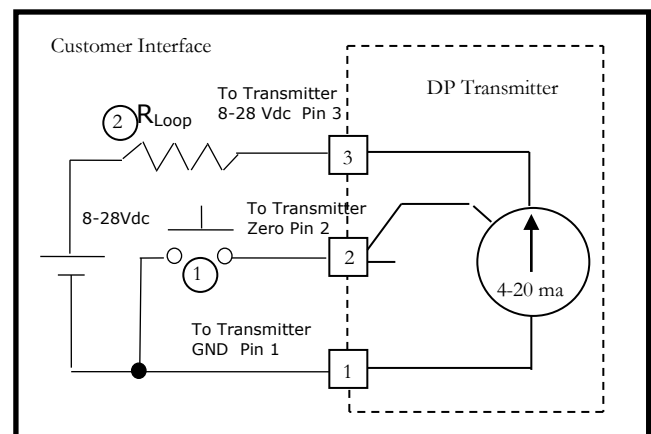 Customer Interface
DP Transmitter
To Transmitter
8-28 Vdc Pin 3
2 RLoop
3
8-28Vdc
To Transmitter
Zero Pin 2
2
1
4-20 ma
To Transmitter
GND Pin 1
1